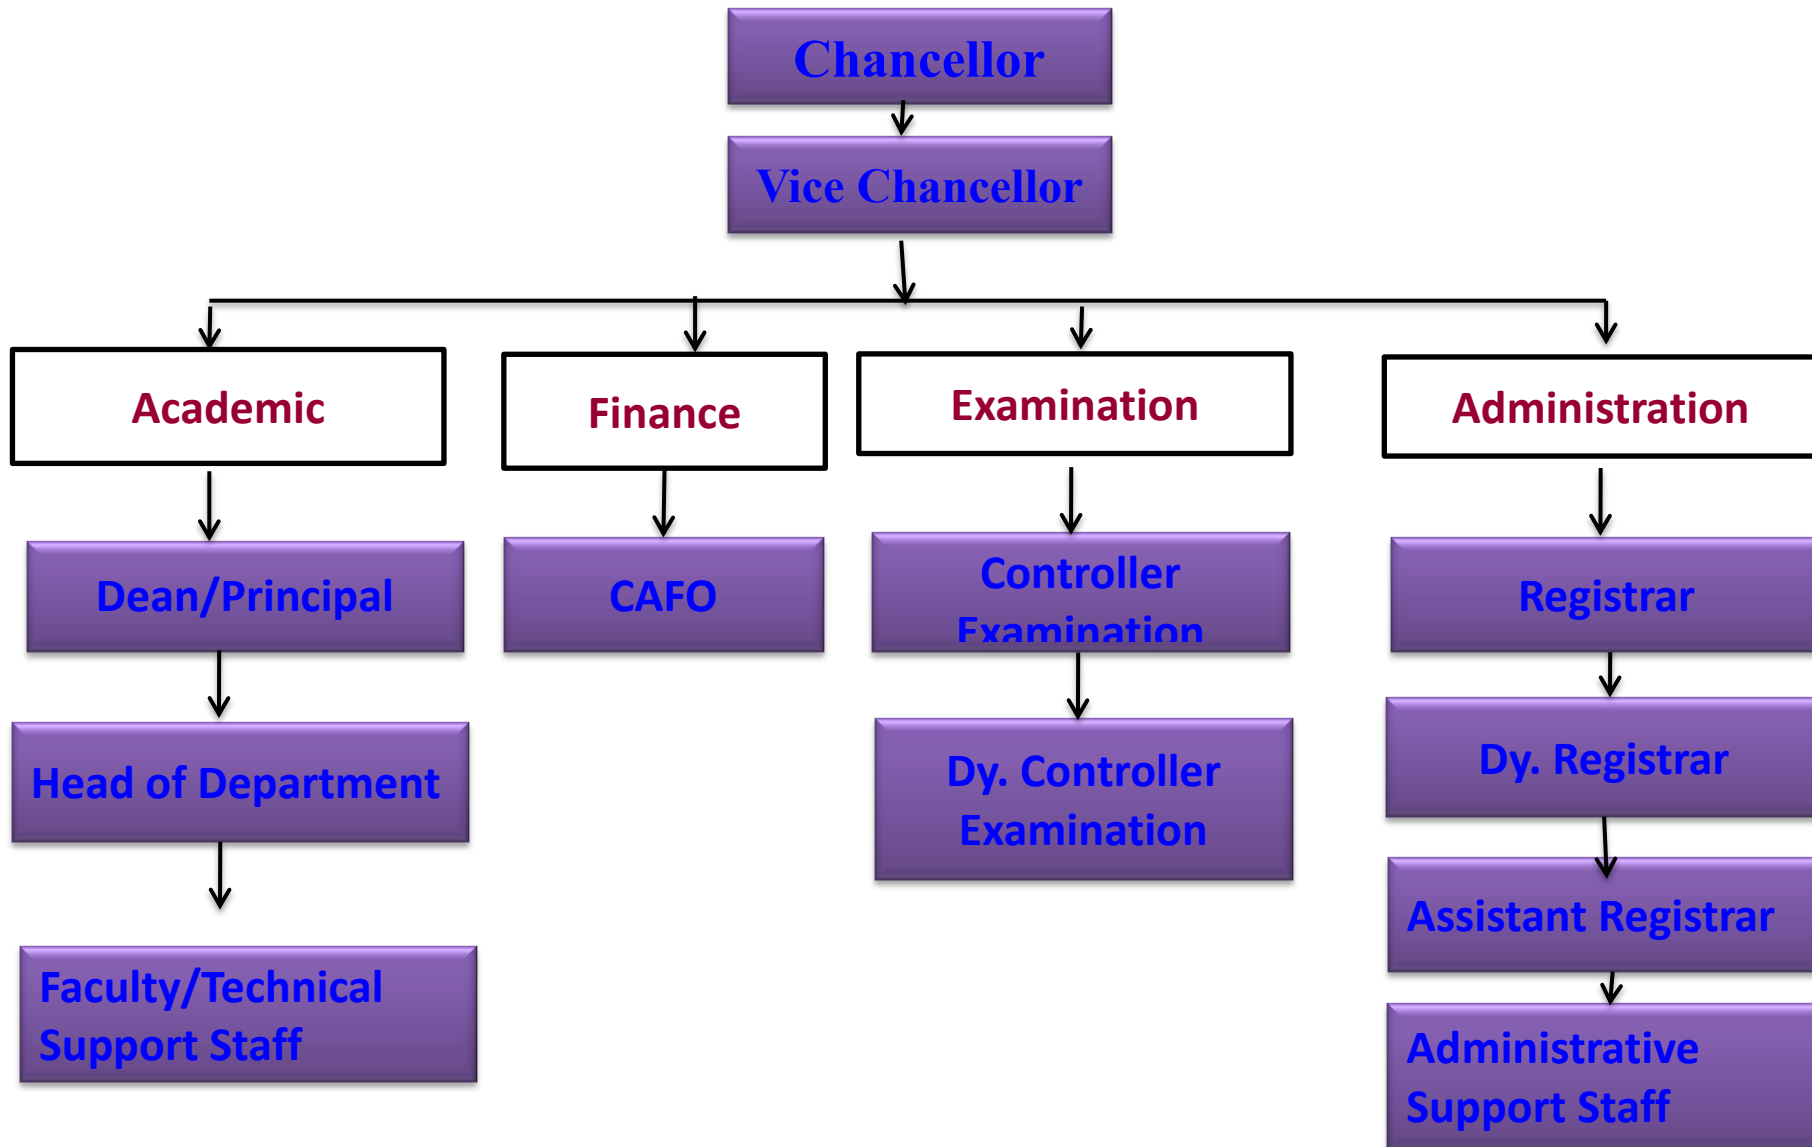 Chancellor
Vice Chancellor
Academic
Finance
Examination
Administration
Dean/Principal
CAFO
Controller
Examination
Registrar
Head of Department
Dy. Controller
Examination
Dy. Registrar
Assistant Registrar
Faculty/Technical
Support Staff
Administrative
Support Staff